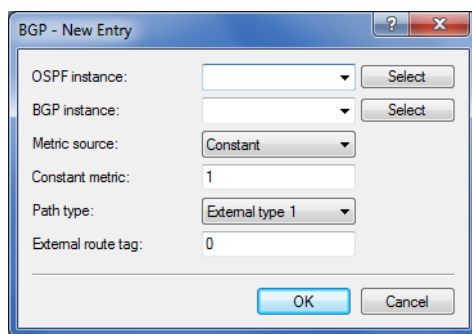 BGP - New Entry
OSPF instance: Select
BGP instance: Select
Metric source: Constant
Constant metric: 1
Path type: External type 1
External route tag: 0
OK Cancel